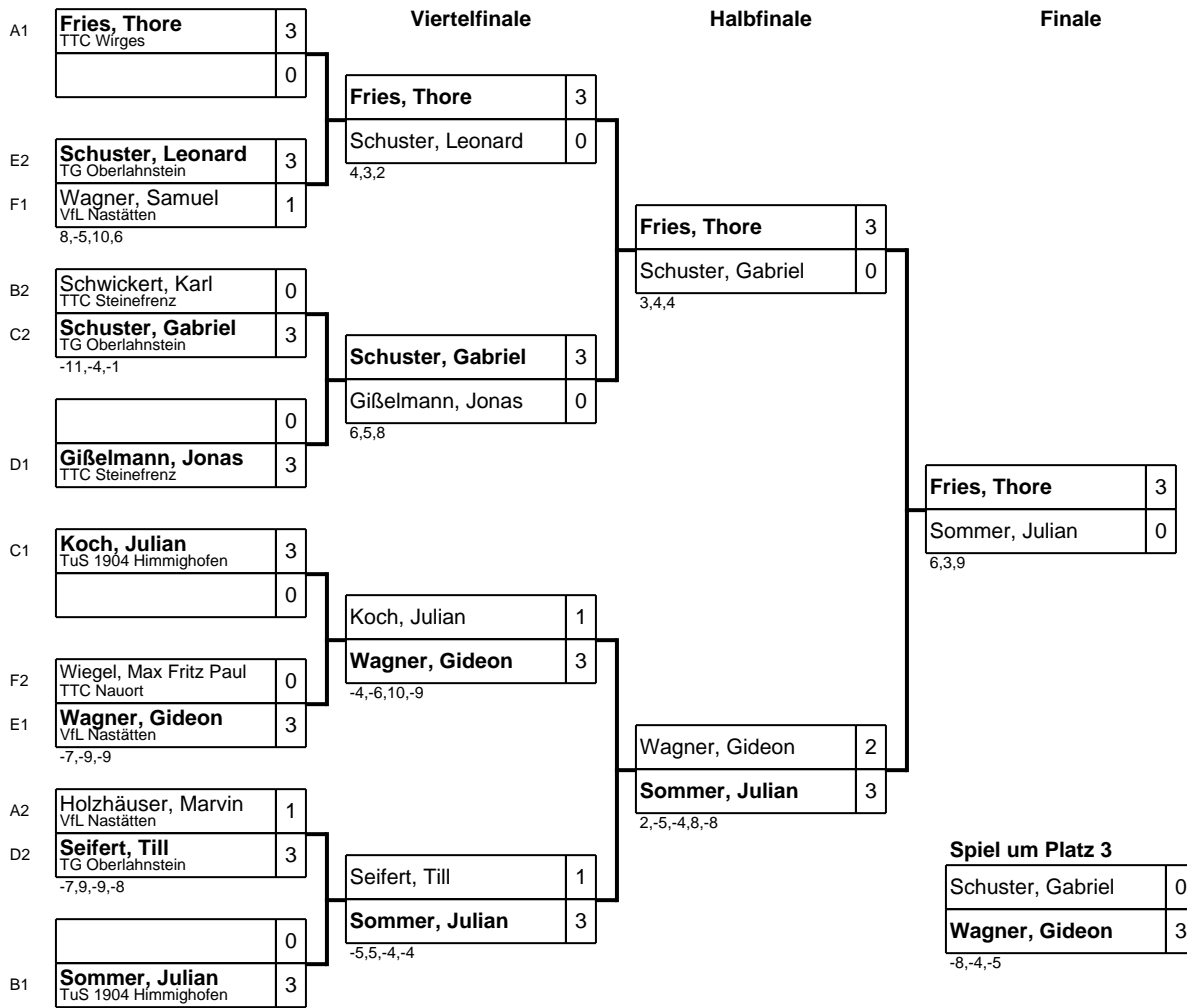 Viertelfinale
Halbfinale
Finale
A1
Fries, Thore 3
TTC Wirges
0
E2
Schuster, Leonard 3
TG Oberlahnstein
F1
Wagner, Samuel 1
VfL Nastätten
8,-5,10,6
B2
Schwickert, Karl 0
TTC Steinefrenz
C2
Schuster, Gabriel 3
TG Oberlahnstein
-11,-4,-1
0
D1
Gißelmann, Jonas 3
TTC Steinefrenz
C1
Koch, Julian 3
TuS 1904 Himmighofen
0
F2
Wiegel, Max Fritz Paul 0
TTC Nauort
E1
Wagner, Gideon 3
VfL Nastätten
-7,-9,-9
A2
Holzhäuser, Marvin 1
VfL Nastätten
D2
Seifert, Till 3
TG Oberlahnstein
-7,9,-9,-8
0
B1
Sommer, Julian 3
TuS 1904 Himmighofen
Fries, Thore 3
Schuster, Leonard 0
4,3,2
Schuster, Gabriel 3
Gißelmann, Jonas 0
6,5,8
Koch, Julian 1
Wagner, Gideon 3
-4,-6,10,-9
Seifert, Till 1
Sommer, Julian 3
-5,5,-4,-4
Fries, Thore 3
Schuster, Gabriel 0
3,4,4
Wagner, Gideon 2
Sommer, Julian 3
2,-5,-4,8,-8
Fries, Thore 3
Sommer, Julian 0
6,3,9
Spiel um Platz 3
Schuster, Gabriel 0
Wagner, Gideon 3
-8,-4,-5